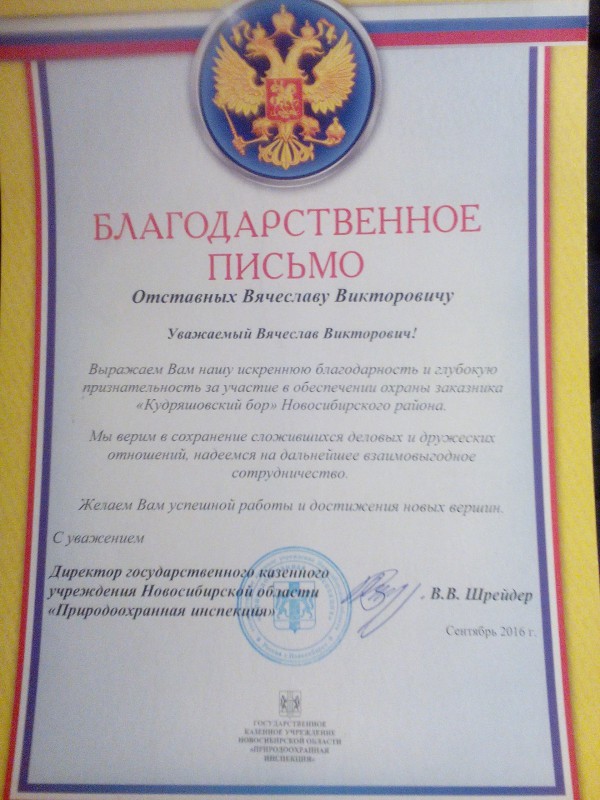 БЛАГОДАРСТВЕННОЕ
ПИСЬМО
Отставных Вячеславу Викторовичу
Уважаемый Вячеслав Викторович!
Выражаем Вам нашу искреннюю благодарность и глубокую
признательность за участие в обеспечении охраны заказника
«Кудряшовский бор» Новосибирского района.
Мы верим в сохранение сложившихся деловых и дружеских
отношений, надеемся на дальнейшее взаимовыгодное
сотрудничество.
Желаем Вам успешной работы и достижения новых вершин.
С уважением
Директор государственного казенного
учреждения Новосибирской области
«Природоохранная инспекция»
В.В. Шрейдер
Сентябрь 2016 г.
ГОСУДАРСТВЕННОЕ
КАЗЕННОЕ УЧРЕЖДЕНИЕ
НОВОСИБИРСКОЙ ОБЛАСТИ
«ПРИРОДООХРАННАЯ
ИНСПЕКЦИЯ»